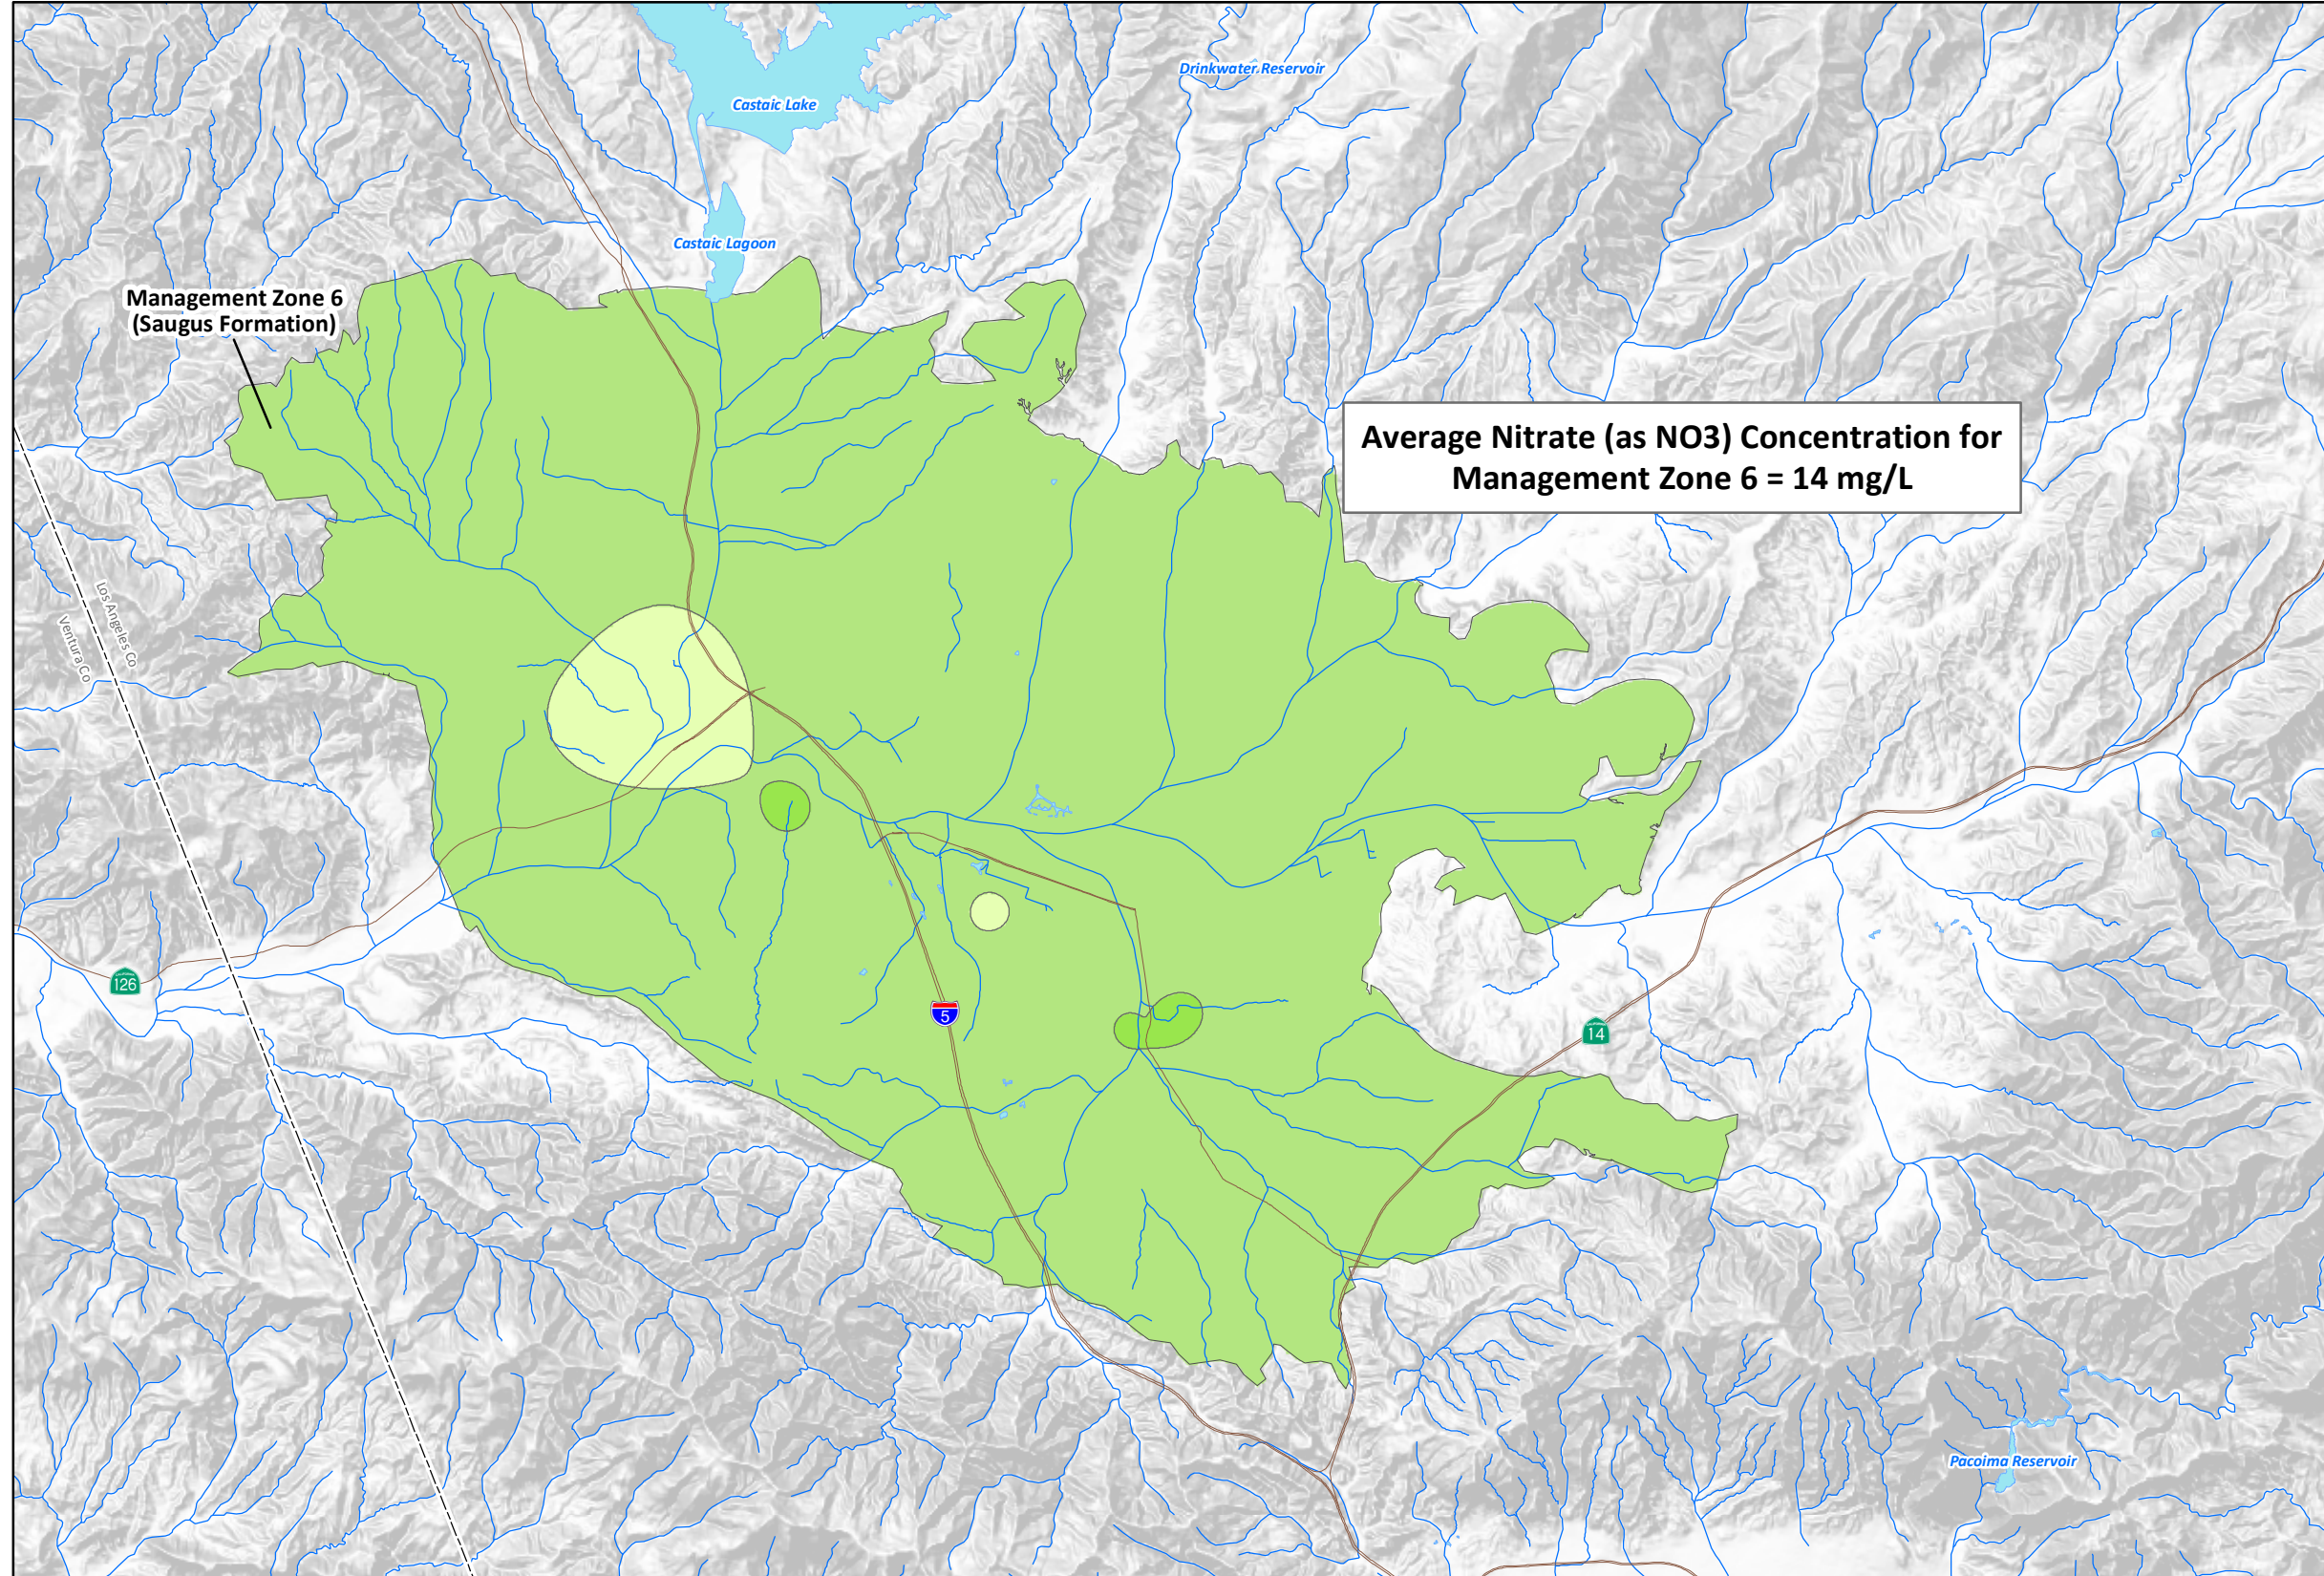 Drinkwater Reservoir
Castaic Lake
Castaic Lagoon
Management Zone 6
(Saugus Formation)
Average Nitrate (as NO3) Concentration for
Management Zone 6 = 14 mg/L
Los Angeles Co
Ventura Co
126
5
14
Pacoima Reservoir